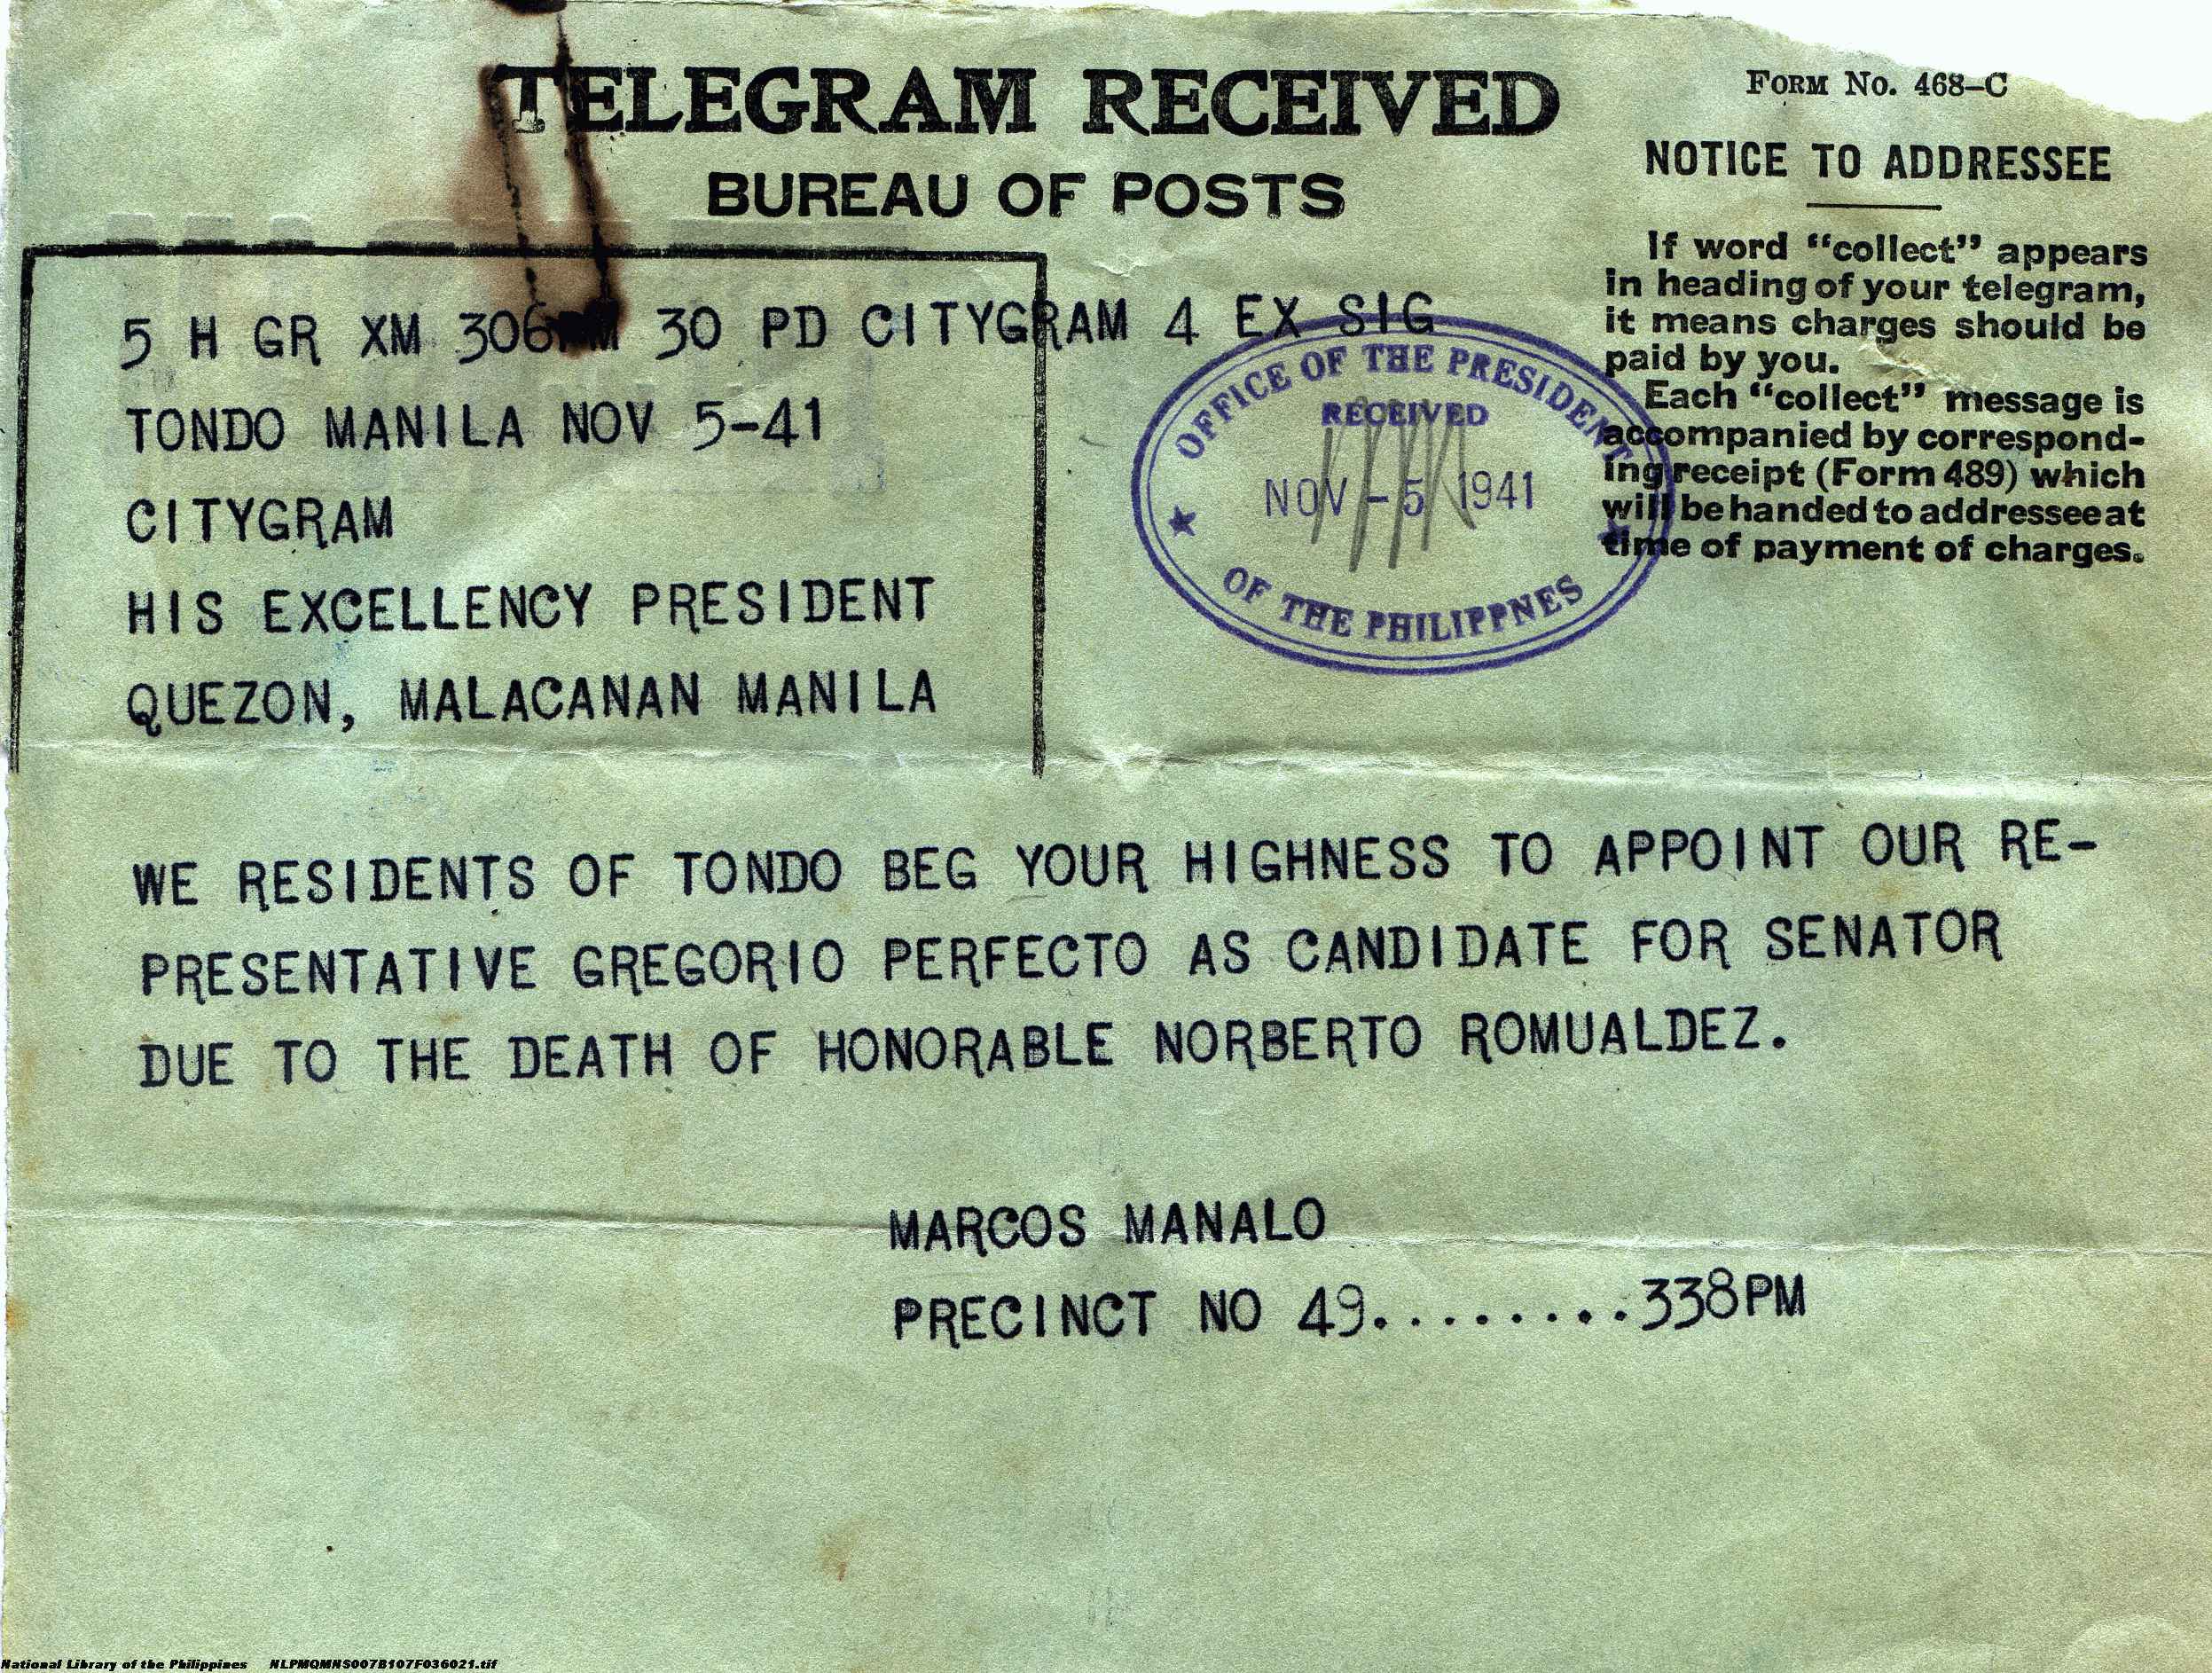 TELEGRAM RECEIVED
BUREAU OF POSTS
FORM NO. 468-C
NOTICE TO ADDRESSEE
If word "collect" appears
in heading of your telegram,
it means charges should be
paid by you.
Each "collect" message is
accompanied by correspond-
ing receipt (Form 489) which
will be handed to addressee at
time of payment of charges.
5 H GR XM 306PM 30 PD CITYGRAM 4 EX SIG
TONDO MANILA NOV 5-41
CITYGRAM
HIS EXCELLENCY PRESIDENT
QUEZON, MALACANAN MANILA
OFFICE OF THE PRESIDENT
RECEIVED
NOV - 5 1941
OF THE PHILIPPNES
WE RESIDENTS OF TONDO BEG YOUR HIGHNESS TO APPOINT OUR RE-
PRESENTATIVE GREGORIO PERFECTO AS CANDIDATE FOR SENATOR
DUE TO THE DEATH OF HONORABLE NORBERTO ROMUALDEZ.
MARCOS MANALO
PRECINCT NO 49.........338PM
National Library of the Philippines NLPMQMNS007B107F036021.tif